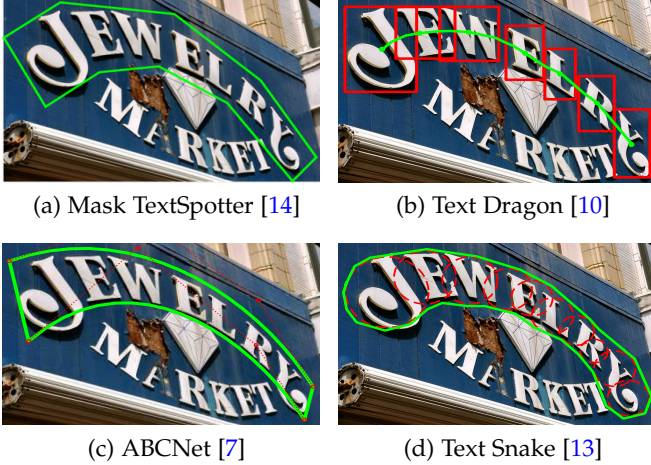 JEWELRY
MARKET
JEWELRY
MARKET
(a) Mask TextSpotter [14]
(b) Text Dragon [10]
JEWELRY
MARKET
JEWELRY
MARKET
(c) ABCNet [7]
(d) Text Snake [13]